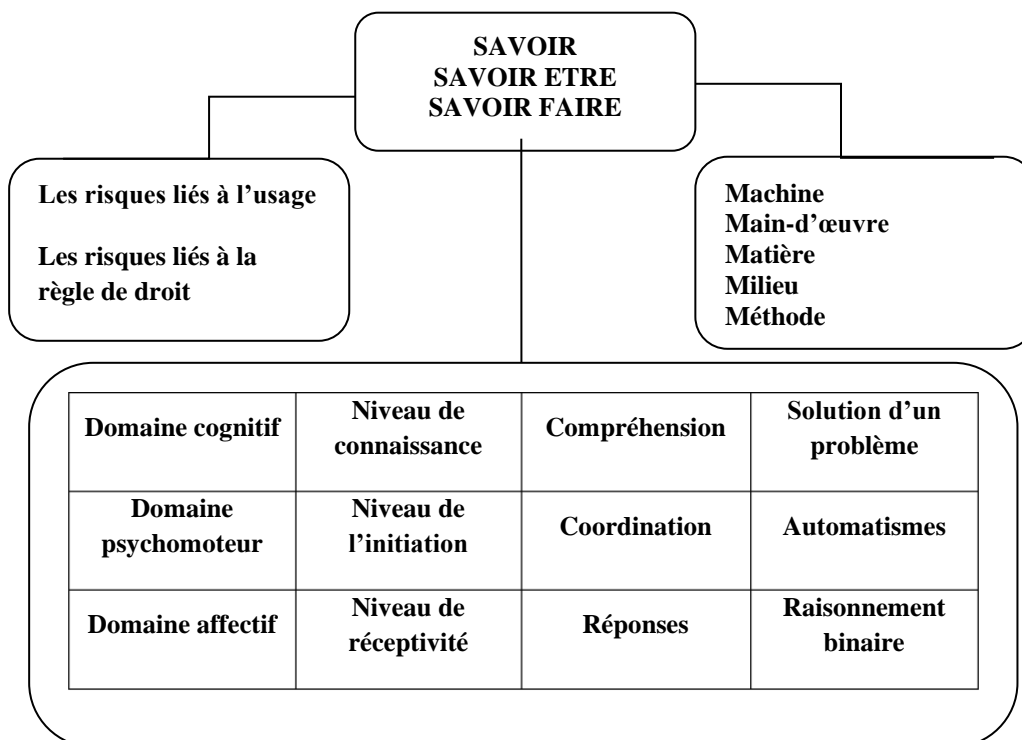 SAVOIR
SAVOIR ETRE
SAVOIR FAIRE
Les risques liés à l’usage
Les risques liés à la
règle de droit
Machine
Main-d’œuvre
Matière
Milieu
Méthode
Domaine cognitif
Niveau de
connaissance
Compréhension
Solution d’un
problème
Domaine
psychomoteur
Niveau de
l’initiation
Coordination
Automatismes
Domaine affectif
Niveau de
réceptivité
Réponses
Raisonnement
binaire